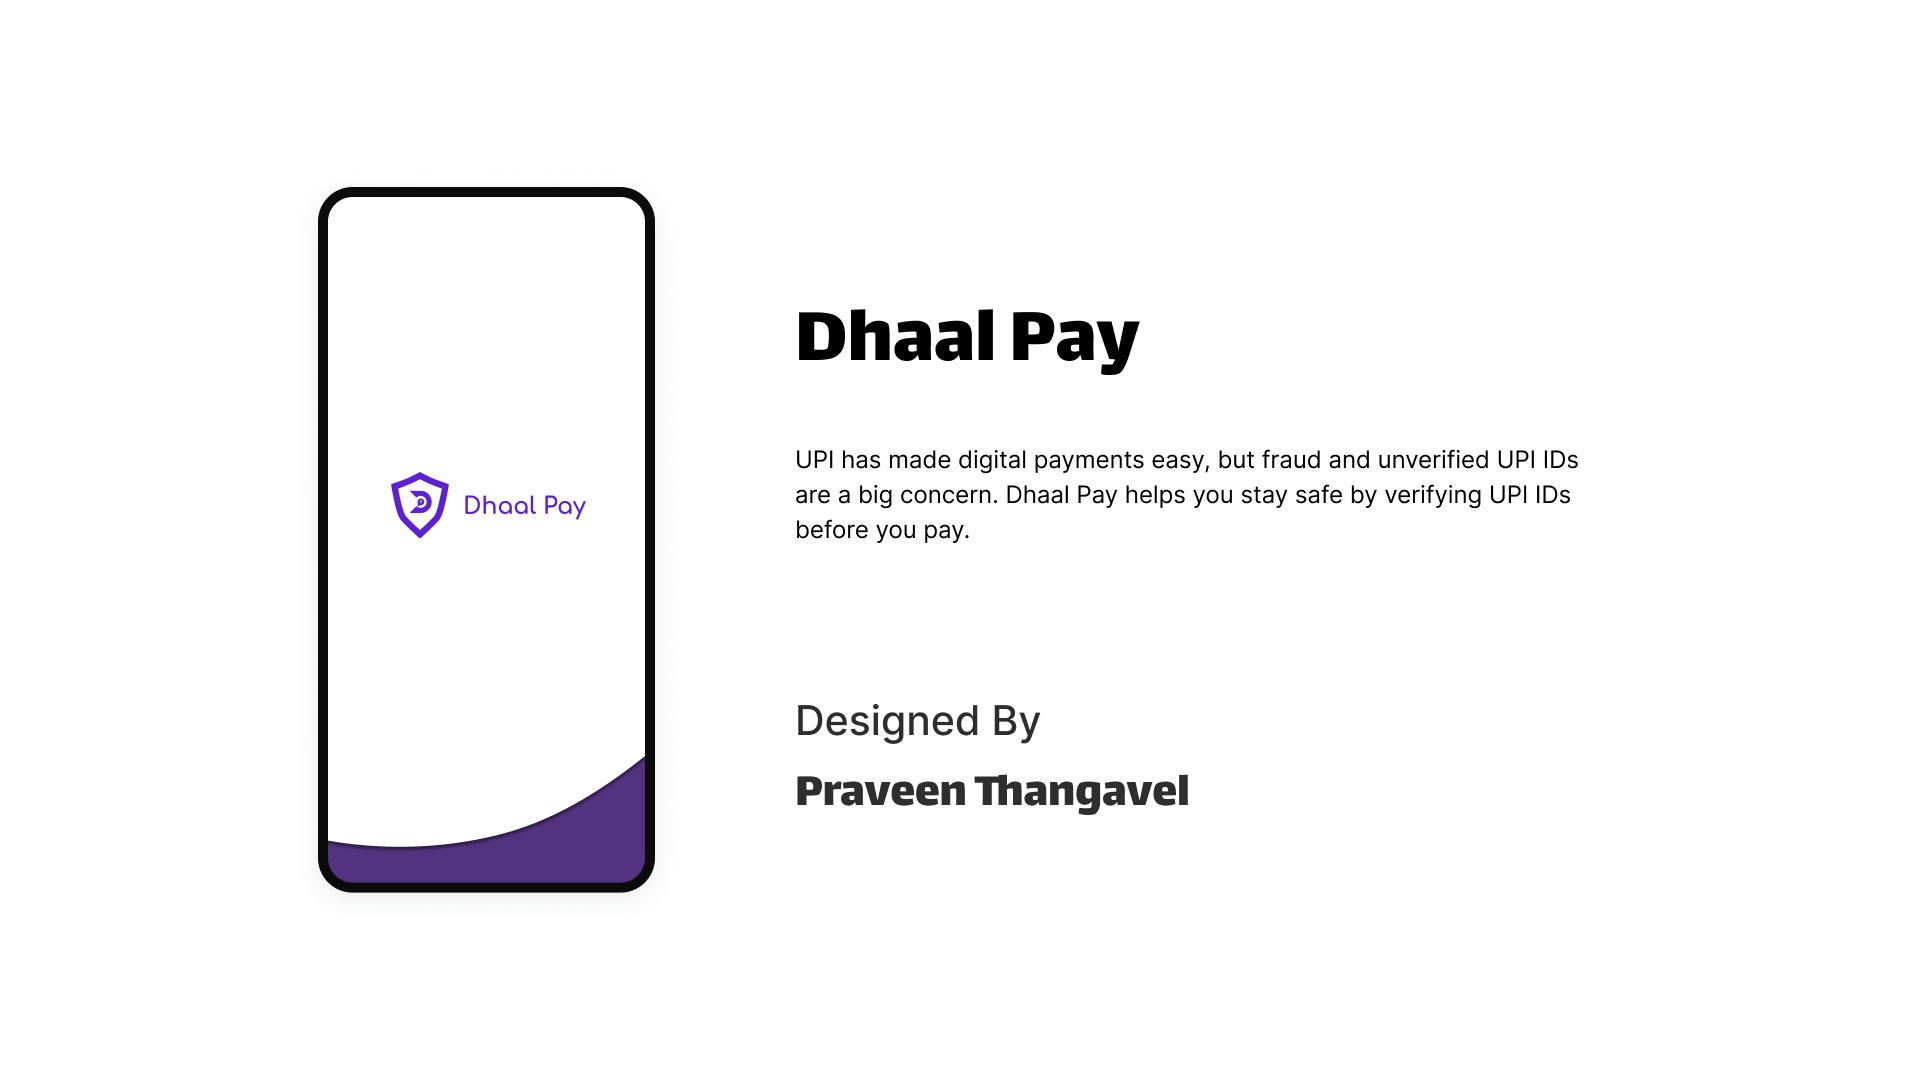 Dhaal Pay
Dhaal Pay
UPI has made digital payments easy, but fraud and unverified UPI IDs
are a big concern. Dhaal Pay helps you stay safe by verifying UPI IDs
before you pay.
Designed By
Praveen Thangavel